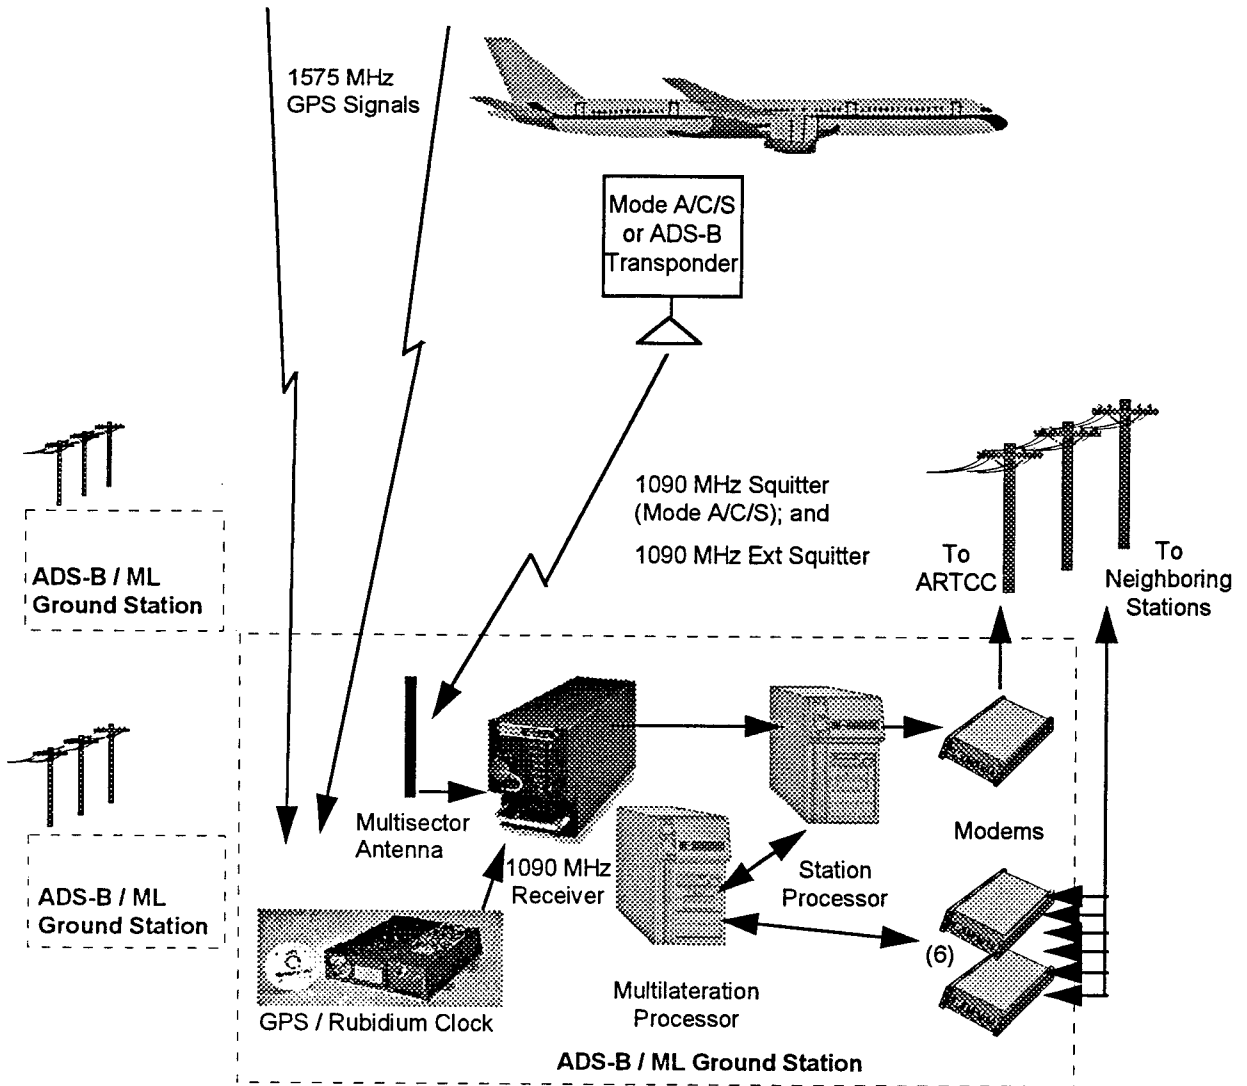 1575 MHz
GPS Signals
Mode A/C/S
or ADS-B
Transponder
1090 MHz Squitter
(Mode A/C/S); and
1090 MHz Ext Squitter
To
ARTCC
To
Neighboring
Stations
ADS-B / ML
Ground Station
ADS-B / ML
Ground Station
Multisector
Antenna
1090 MHz
Receiver
Station
Processor
Modems
(6)
GPS / Rubidium Clock
Multilateration
Processor
ADS-B / ML Ground Station